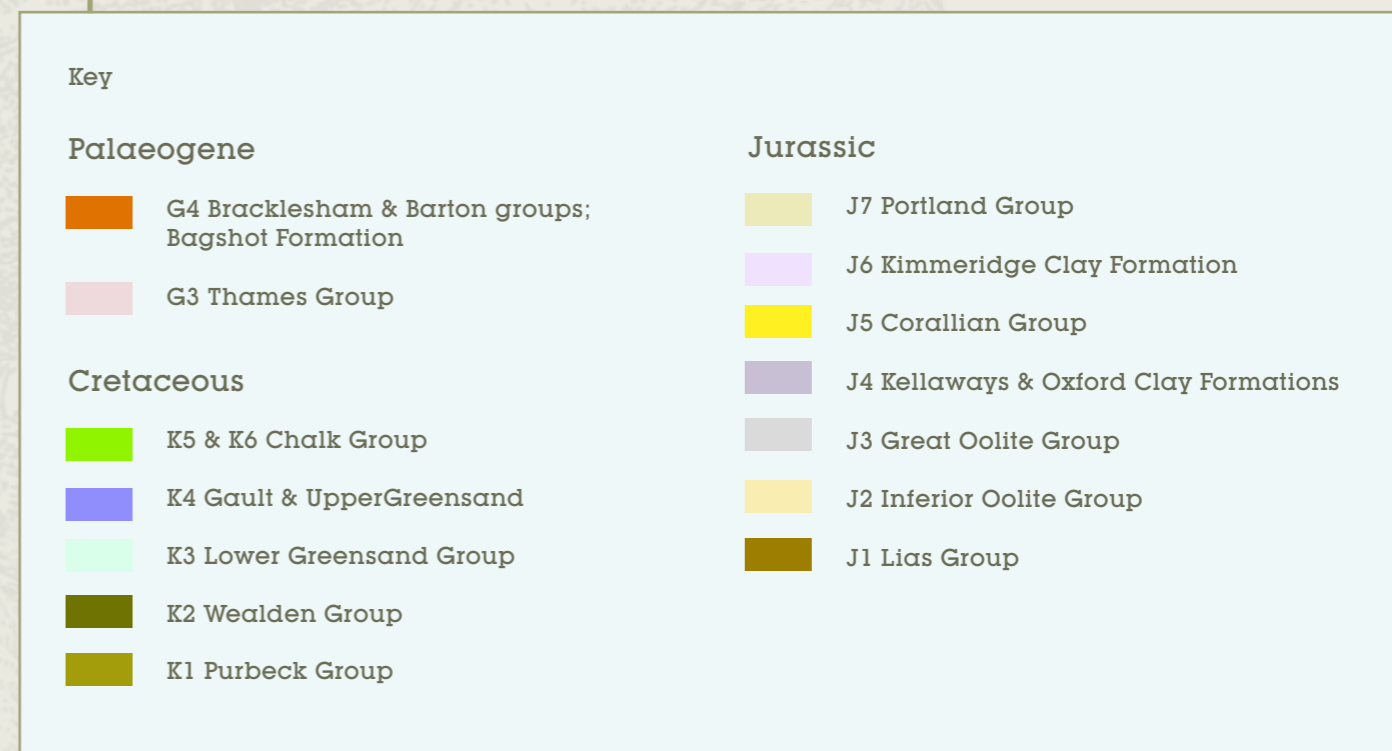 Key
Palaeogene
G4 Bracklesham & Barton groups;
Bagshot Formation
G3 Thames Group
Cretaceous
K5 & K6 Chalk Group
K4 Gault & UpperGreensand
K3 Lower Greensand Group
K2 Wealden Group
K1 Purbeck Group
Jurassic
J7 Portland Group
J6 Kimmeridge Clay Formation
J5 Corallian Group
J4 Kellaways & Oxford Clay Formations
J3 Great Oolite Group
J2 Inferior Oolite Group
J1 Lias Group